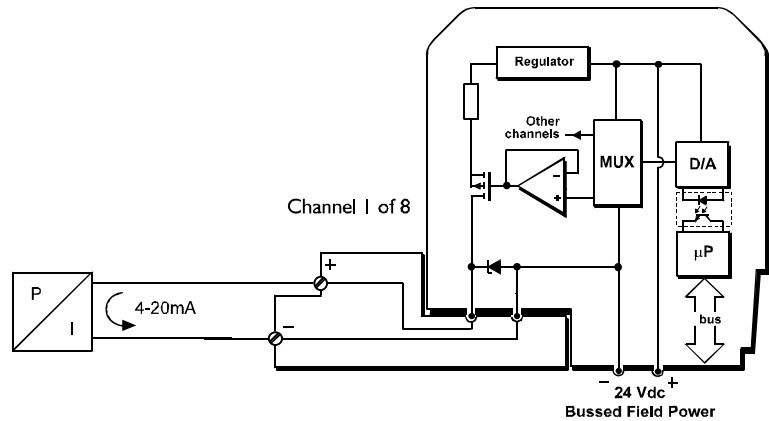 Regulator
Other
channels
MUX
D/A
−
+
Channel 1 of 8
μP
+
P
I
4-20mA
bus
−
− 24 Vdc +
Bussed Field Power